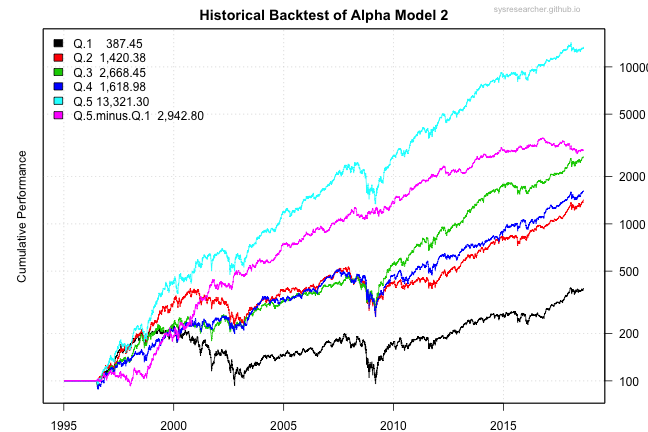 sysresearcher.github.io
Historical Backtest of Alpha Model 2
Q.1 387.45
Q.2 1,420.38
Q.3 2,668.45
Q.4 1,618.98
Q.5 13,321.30
Q.5.minus.Q.1 2,942.80
Cumulative Performance
10000
5000
2000
1000
500
200
100
1995 2000 2005 2010 2015